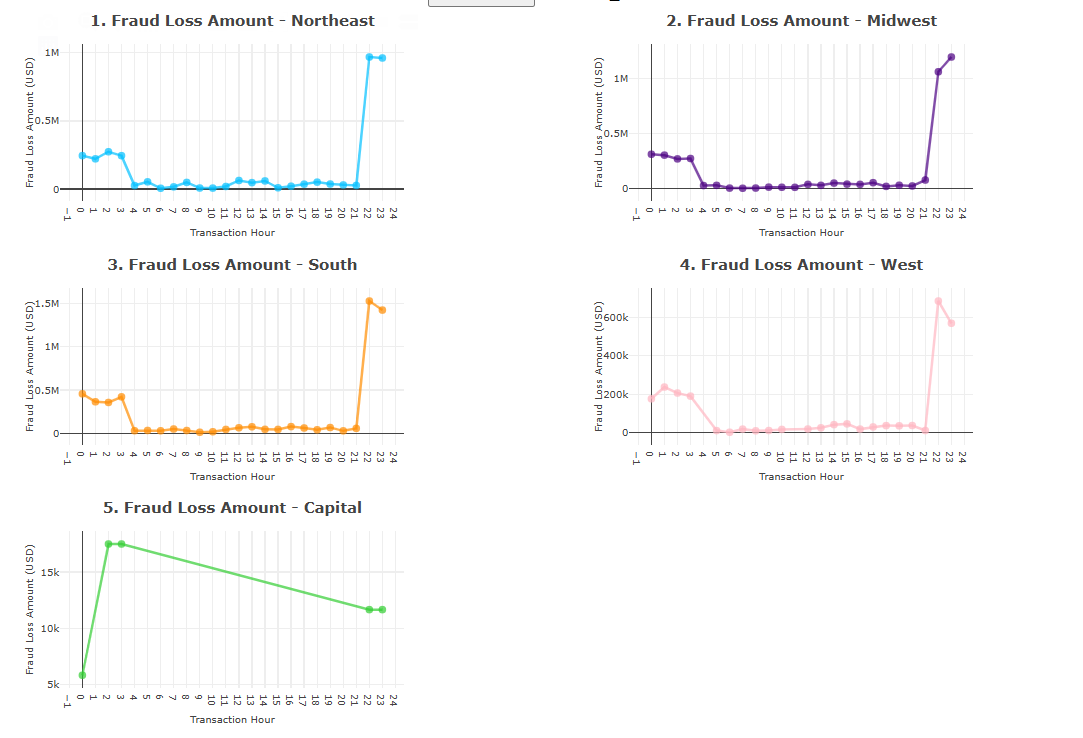 1. Fraud Loss Amount - Northeast
Fraud Loss Amount (USD)
1M
0.5M
0
−1 0 1 2 3 4 5 6 7 8 9 10 11 12 13 14 15 16 17 18 19 20 21 22 23 24
Transaction Hour
2. Fraud Loss Amount - Midwest
Fraud Loss Amount (USD)
1M
0.5M
0
−1 0 1 2 3 4 5 6 7 8 9 10 11 12 13 14 15 16 17 18 19 20 21 22 23 24
Transaction Hour
3. Fraud Loss Amount - South
Fraud Loss Amount (USD)
1.5M
1M
0.5M
0
−1 0 1 2 3 4 5 6 7 8 9 10 11 12 13 14 15 16 17 18 19 20 21 22 23 24
Transaction Hour
4. Fraud Loss Amount - West
Fraud Loss Amount (USD)
600k
400k
200k
0
−1 0 1 2 3 4 5 6 7 8 9 10 11 12 13 14 15 16 17 18 19 20 21 22 23 24
Transaction Hour
5. Fraud Loss Amount - Capital
Fraud Loss Amount (USD)
15k
10k
5k
−1 0 1 2 3 4 5 6 7 8 9 10 11 12 13 14 15 16 17 18 19 20 21 22 23 24
Transaction Hour